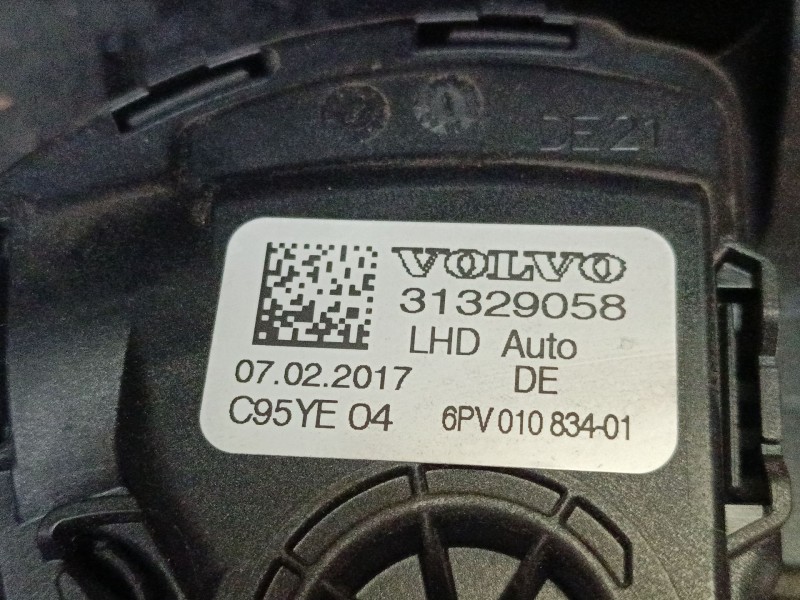 DE21
VOLVO
31329058
LHD Auto
07.02.2017 DE
C95YE 04 6PV 010 834-01